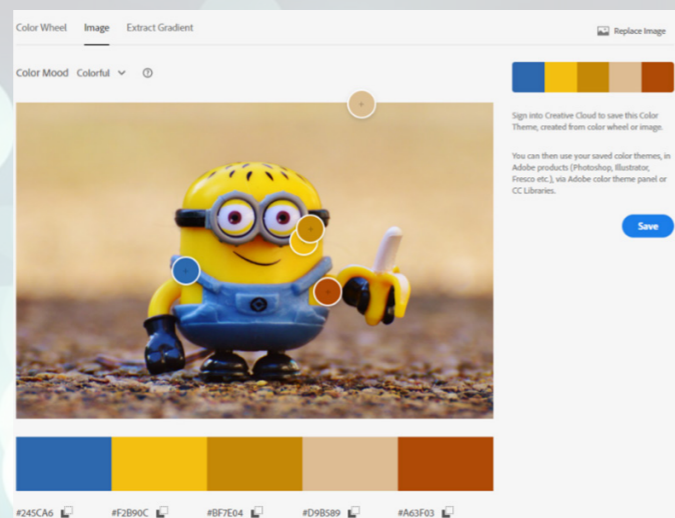 Color Wheel Image Extract Gradient
Replace Image
Color Mood Colorful
Sign into Creative Cloud to save this Color
Theme, created from color wheel or image.
You can then use your saved color themes, in
Adobe products (Photoshop, Illustrator,
Fresco etc.), via Adobe color theme panel or
CC Libraries.
Save
#245CA6 #F2B90C #BF7E04 #D9B589 #A63F03